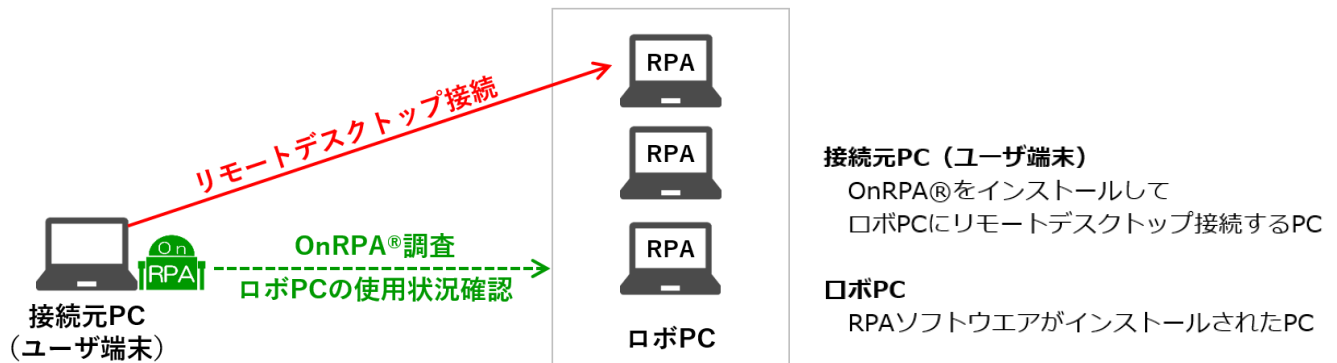 RPA
リモートデスクトップ接続
RPA
RPA
On
RPA
OnRPA®調査
ロボPCの使用状況確認
接続元PC
（ユーザ端末）
ロボPC
接続元PC（ユーザ端末）
OnRPA®をインストールして
ロボPCにリモートデスクトップ接続するPC
ロボPC
RPAソフトウエアがインストールされたPC